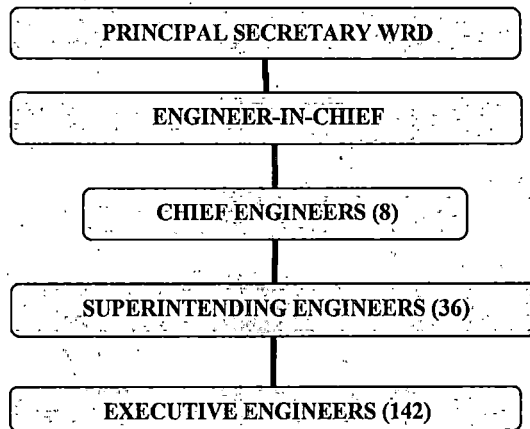 PRINCIPAL SECRETARY WRD
ENGINEER-IN-CHIEF
CHIEF ENGINEERS (8)
SUPERINTENDING ENGINEERS (36)
EXECUTIVE ENGINEERS (142)